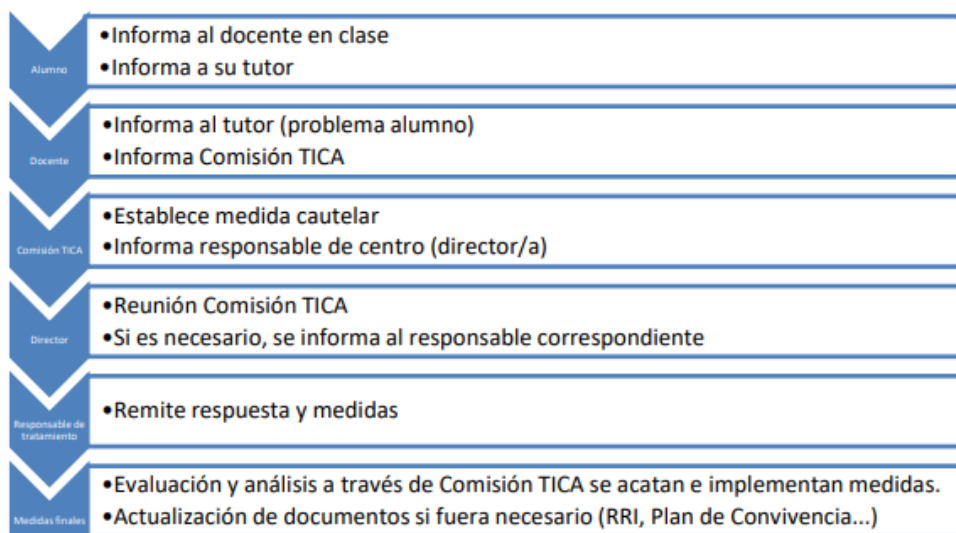 Alumno
•Informa al docente en clase
•Informa a su tutor
Docente
•Informa al tutor (problema alumno)
•Informa Comisión TICA
Comisión TICA
•Establece medida cautelar
•Informa responsable de centro (director/a)
Director
•Reunión Comisión TICA
•Si es necesario, se informa al responsable correspondiente
Responsable de
tratamiento
•Remite respuesta y medidas
Medidas finales
•Evaluación y análisis a través de Comisión TICA se acatan e implementan medidas.
•Actualización de documentos si fuera necesario (RRI, Plan de Convivencia...)